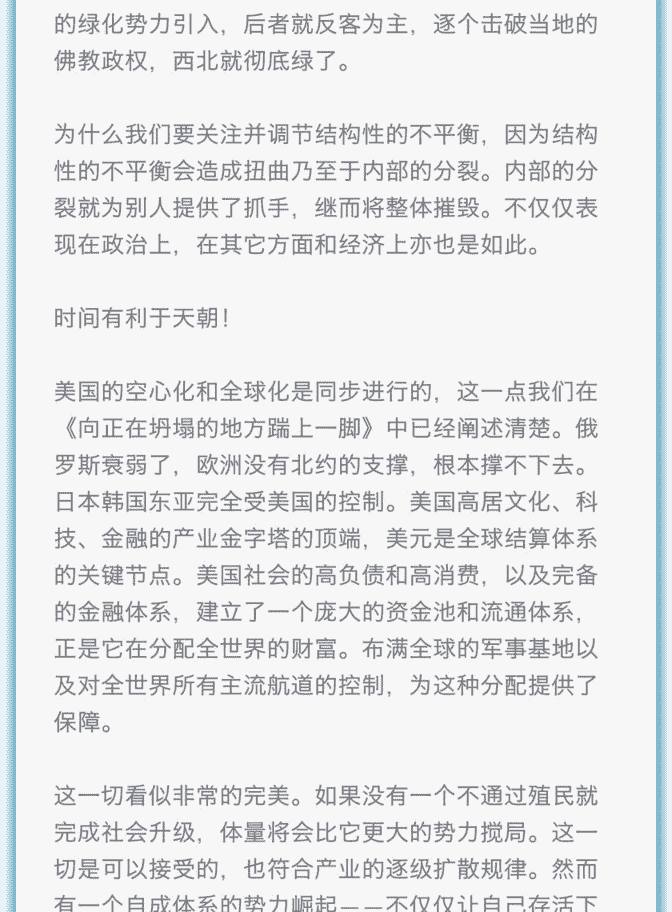 的绿化势力引入，后者就反客为主，逐个击破当地的
佛教政权，西北就彻底绿了。
为什么我们要关注并调节结构性的不平衡，因为结构
性的不平衡会造成扭曲乃至于内部的分裂。内部的分
裂就为别人提供了抓手，继而将整体摧毁。不仅仅表
现在政治上，在其它方面和经济上亦也是如此。
时间有利于天朝！
美国的空心化和全球化是同步进行的，这一点我们在
《向正在坍塌的地方踹上一脚》中已经阐述清楚。俄
罗斯衰弱了，欧洲没有北约的支撑，根本撑不下去。
日本韩国东亚完全受美国的控制。美国高居文化、科
技、金融的产业金字塔的顶端，美元是全球结算体系
的关键节点。美国社会的高负债和高消费，以及完备
的金融体系，建立了一个庞大的资金池和流通体系，
正是它在分配全世界的财富。布满全球的军事基地以
及对全世界所有主流航道的控制，为这种分配提供了
保障。
这一切看似非常的完美。如果没有一个不通过殖民就
完成社会升级，体量将会比它更大的势力搅局。这一
切是可以接受的，也符合产业的逐级扩散规律。然而
有一个自成体系的势力崛起——不仅仅让自己存活下